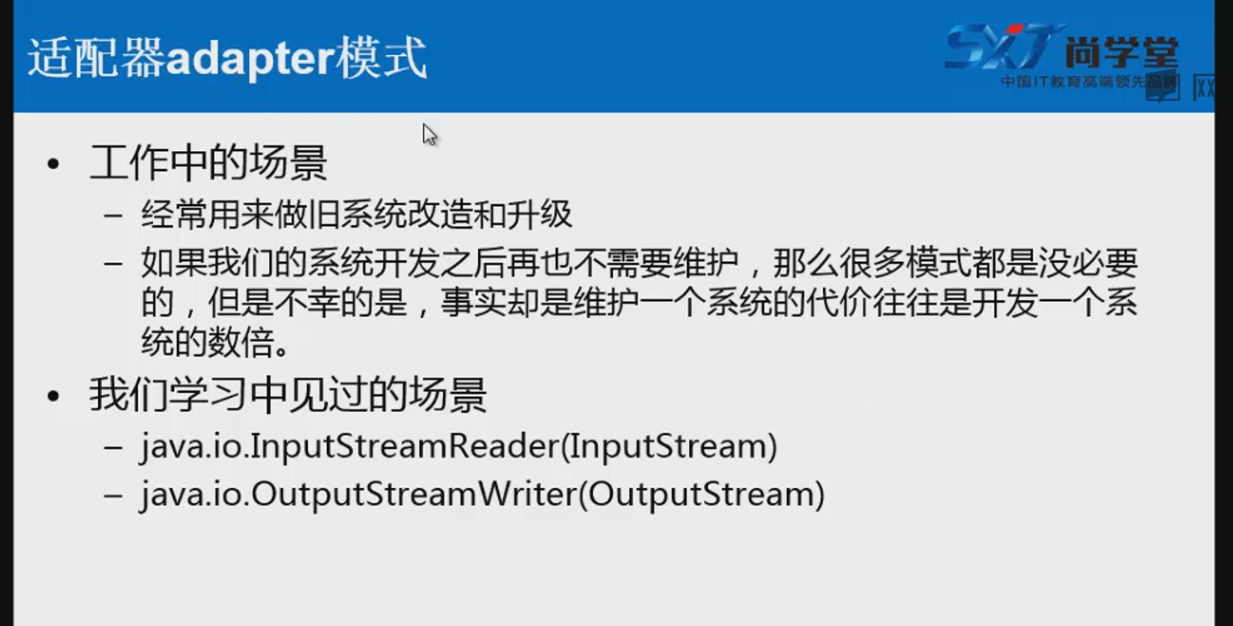 适配器adapter模式
SXT 尚学堂
中国IT教育高端领先品牌
• 工作中的场景
– 经常用来做旧系统改造和升级
– 如果我们的系统开发之后再也不需要维护，那么很多模式都是没必要
的，但是不幸的是，事实却是维护一个系统的代价往往是开发一个系
统的数倍。
• 我们学习中见过的场景
– java.io.InputStreamReader(InputStream)
– java.io.OutputStreamWriter(OutputStream)